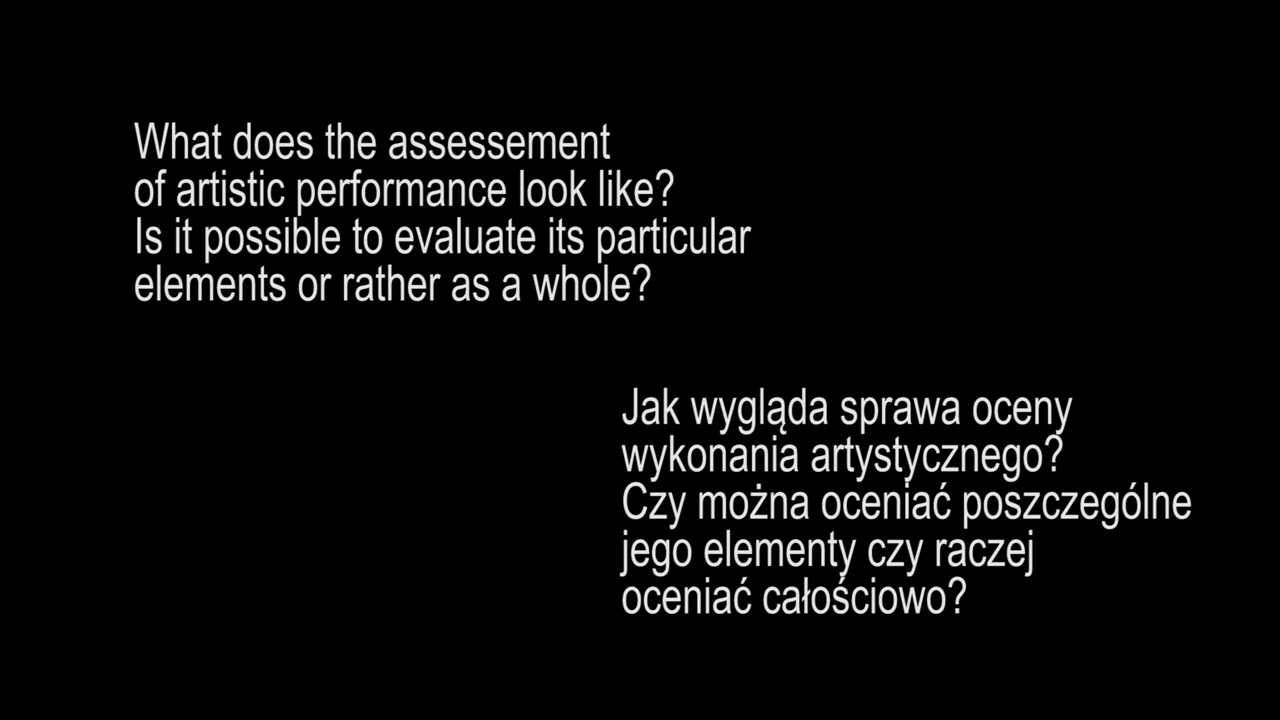 What does the assessement
of artistic performance look like?
Is it possible to evaluate its particular
elements or rather as a whole?
Jak wygląda sprawa oceny
wykonania artystycznego?
Czy można oceniać poszczególne
jego elementy czy raczej
oceniać całościowo?